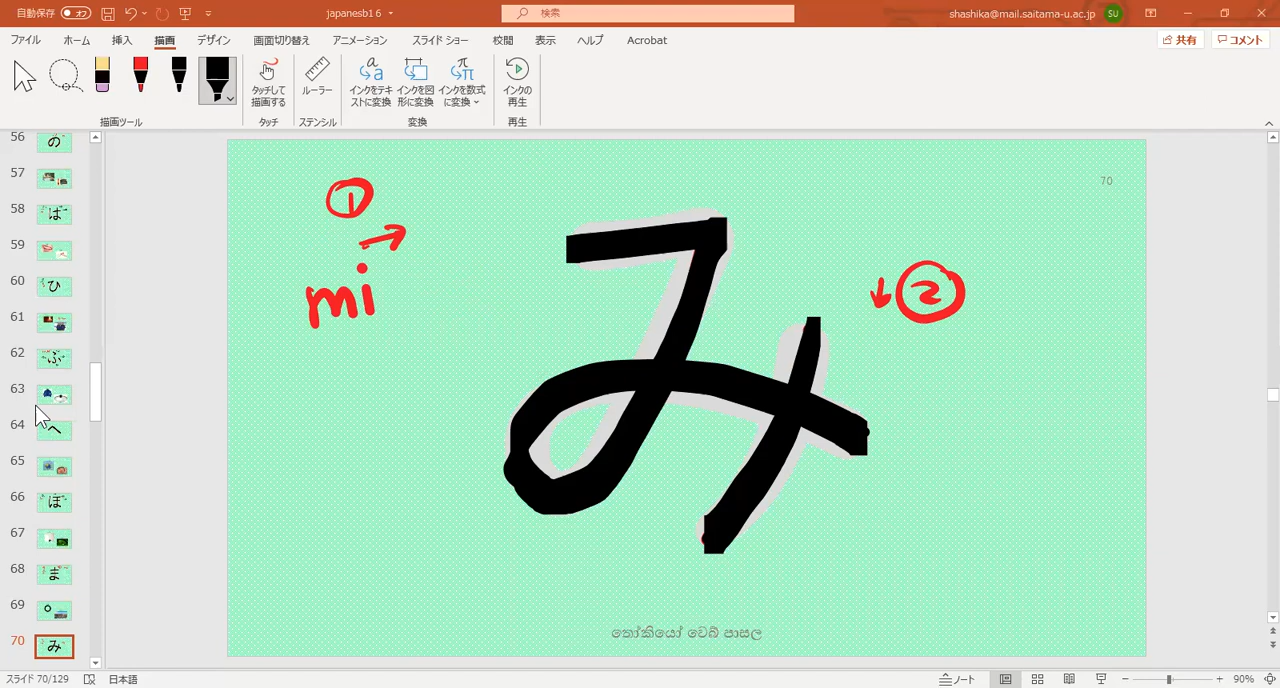 自動保存 オフ japanesb1 6 検索 shashika@mail.saitama-u.ac.jp SU
ファイル ホーム 挿入 描画 デザイン 画面切り替え アニメーション スライド ショー 校閲 表示 ヘルプ Acrobat 共有 コメント
タッチして描画する ルーラー インクをテキストに変換 インクを図形に変換 インクを数式に変換 インクの再生
描画ツール タッチ ステンシル 変換 再生
56 の
57
58 ば
59
60 ひ
61
62 ぶ
63
64 へ
65
66 ぼ
67
68 ま
69
70 み
70
①
mi
み
②
තෝකියෝ වෙබ් පාසල
スライド 70/129 日本語 ノート 90%